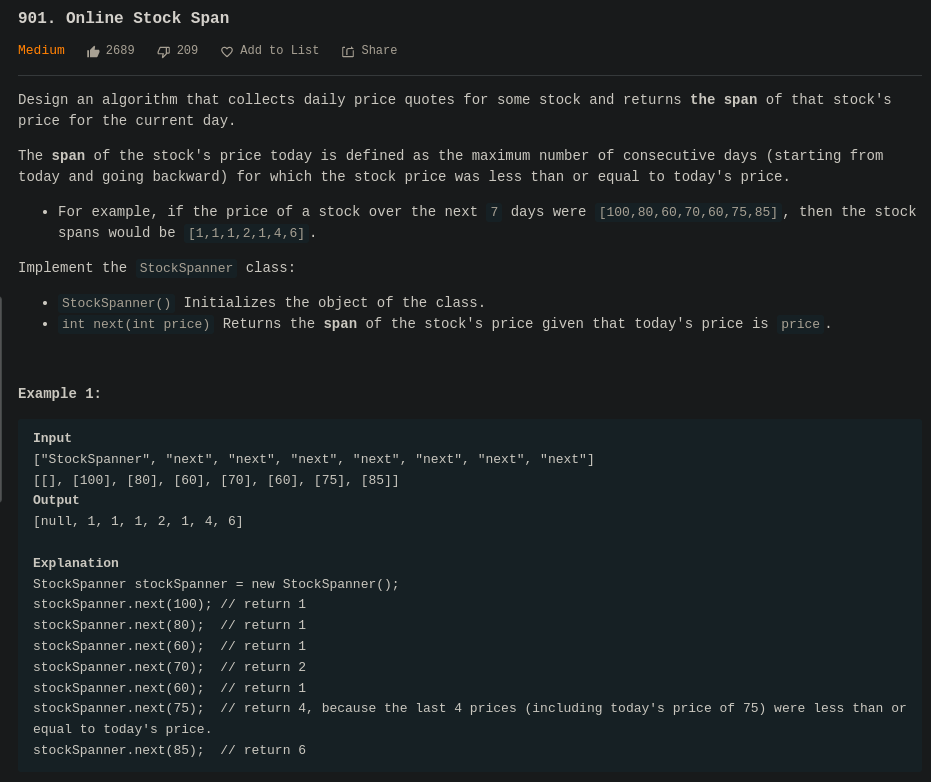 901. Online Stock Span
Medium 2689 209 Add to List Share
Design an algorithm that collects daily price quotes for some stock and returns the span of that stock's
price for the current day.
The span of the stock's price today is defined as the maximum number of consecutive days (starting from
today and going backward) for which the stock price was less than or equal to today's price.
• For example, if the price of a stock over the next 7 days were [100,80,60,70,60,75,85], then the stock
spans would be [1,1,1,2,1,4,6].
Implement the StockSpanner class:
• StockSpanner() Initializes the object of the class.
• int next(int price) Returns the span of the stock's price given that today's price is price.
Example 1:
Input
["StockSpanner", "next", "next", "next", "next", "next", "next", "next"]
[[], [100], [80], [60], [70], [60], [75], [85]]
Output
[null, 1, 1, 1, 2, 1, 4, 6]
Explanation
StockSpanner stockSpanner = new StockSpanner();
stockSpanner.next(100); // return 1
stockSpanner.next(80);  // return 1
stockSpanner.next(60);  // return 1
stockSpanner.next(70);  // return 2
stockSpanner.next(60);  // return 1
stockSpanner.next(75);  // return 4, because the last 4 prices (including today's price of 75) were less than or
equal to today's price.
stockSpanner.next(85);  // return 6